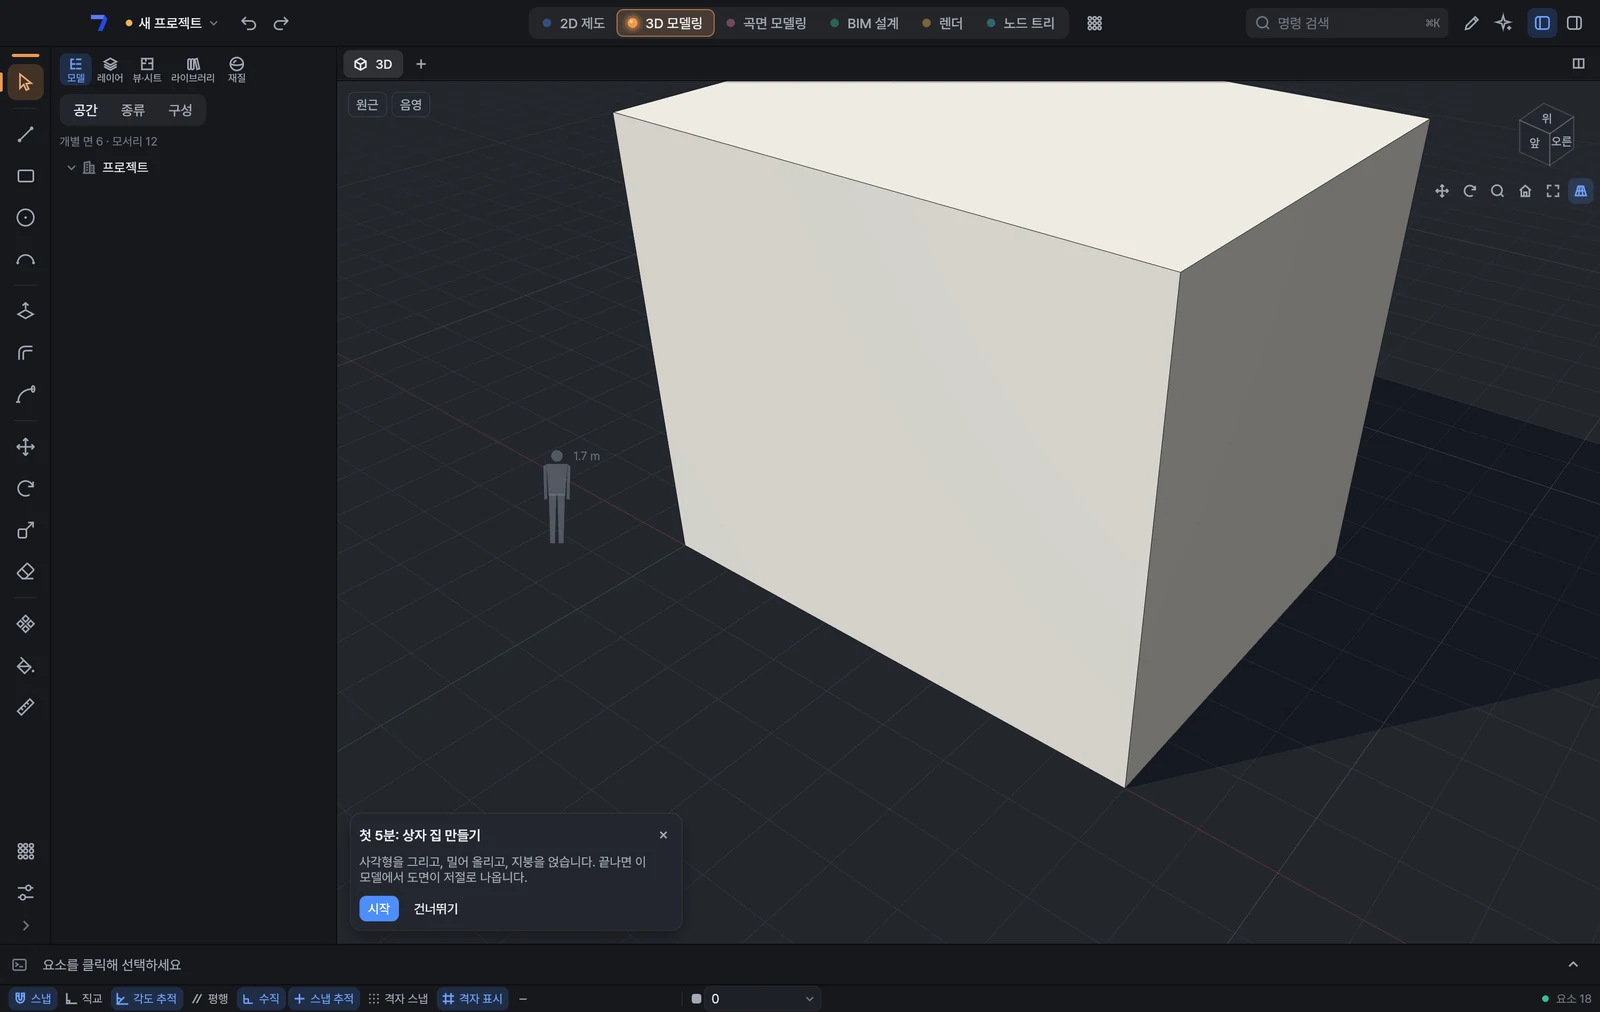 새 프로젝트
2D 제도
3D 모델링
곡면 모델링
BIM 설계
렌더
노드 트리
명령 검색
⌘K
모델
레이어
뷰·시트
라이브러리
재질
3D
공간
종류
구성
원근
음영
개별 면 6 · 모서리 12
프로젝트
위
앞
오른
1.7 m
첫 5분: 상자 집 만들기
사각형을 그리고, 밀어 올리고, 지붕을 얹습니다. 끝나면 이
모델에서 도면이 저절로 나옵니다.
시작
건너뛰기
요소를 클릭해 선택하세요
스냅
직교
각도 추적
평행
수직
스냅 추적
격자 스냅
격자 표시
0
요소 18